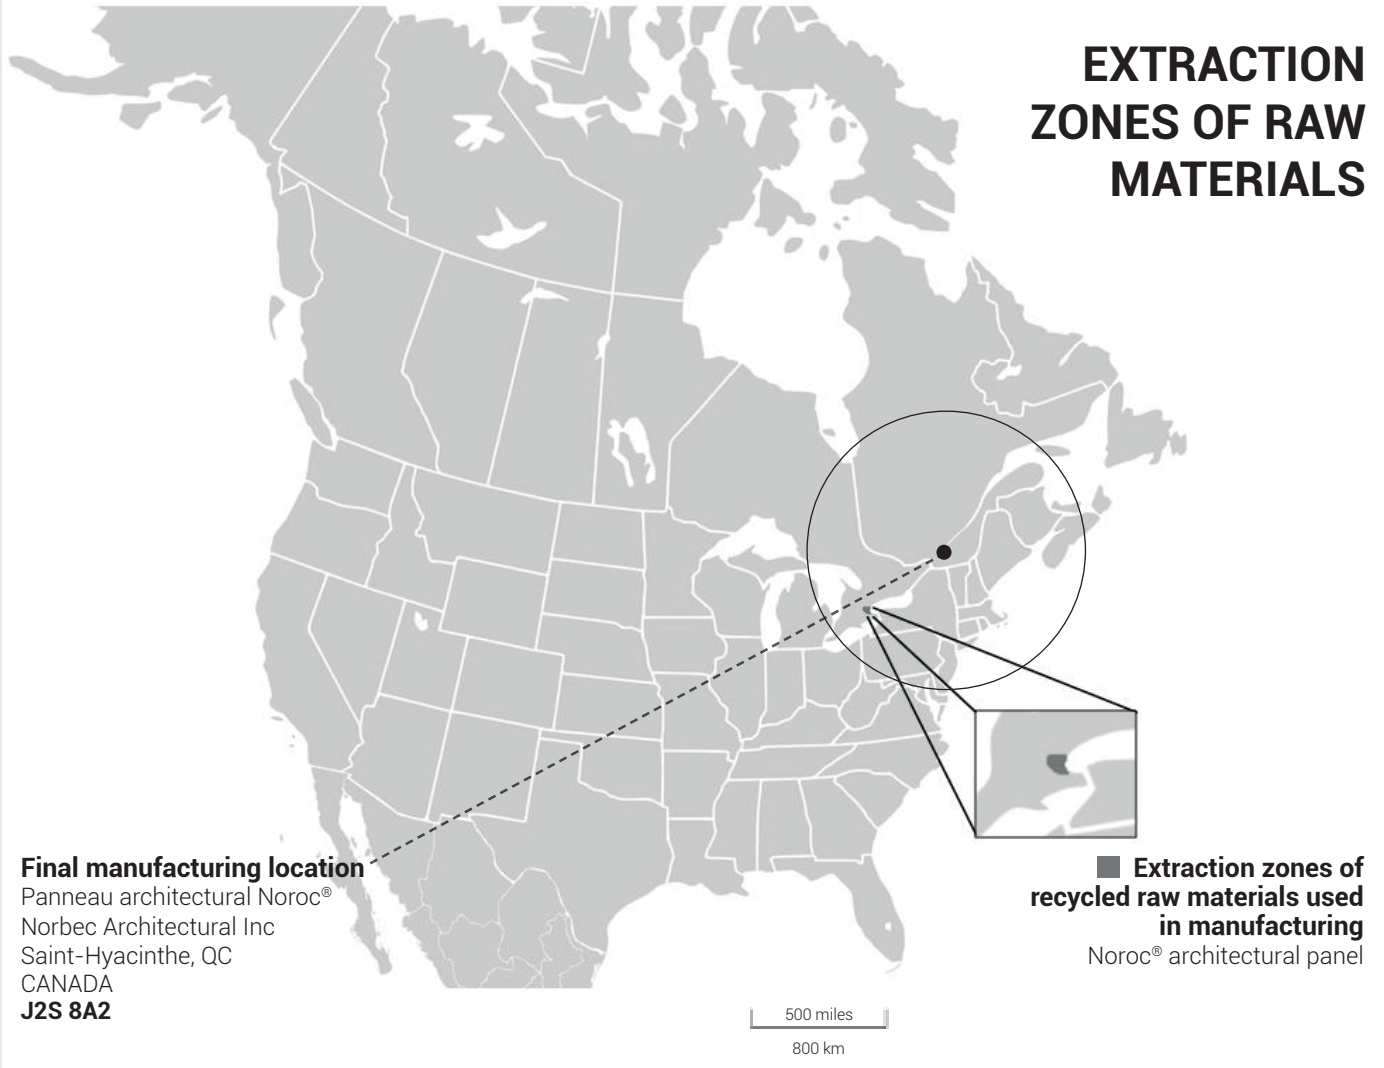 EXTRACTION
ZONES OF RAW
MATERIALS
Final manufacturing location
Panneau architectural Noroc®
Norbec Architectural Inc
Saint-Hyacinthe, QC
CANADA
J2S 8A2
Extraction zones of
recycled raw materials used
in manufacturing
Noroc® architectural panel
500 miles
800 km